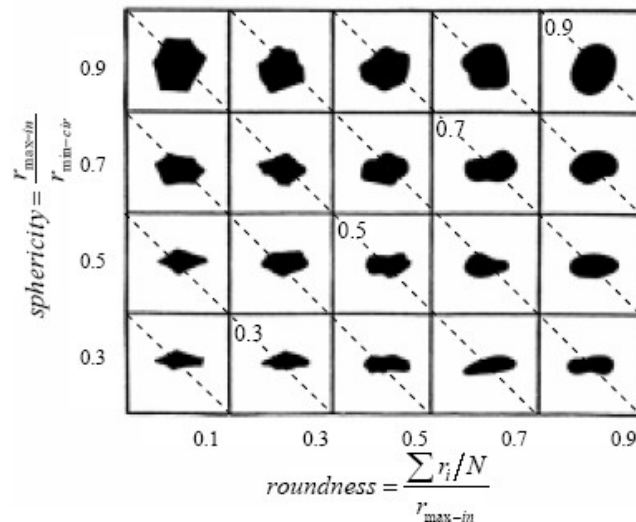 0.9
0.9
0.7
0.7
0.5
0.5
0.3
0.3
sphericity = r_max-in / r_min-cir
0.1 0.3 0.5 0.7 0.9
roundness = ∑ r_i/N / r_max-in